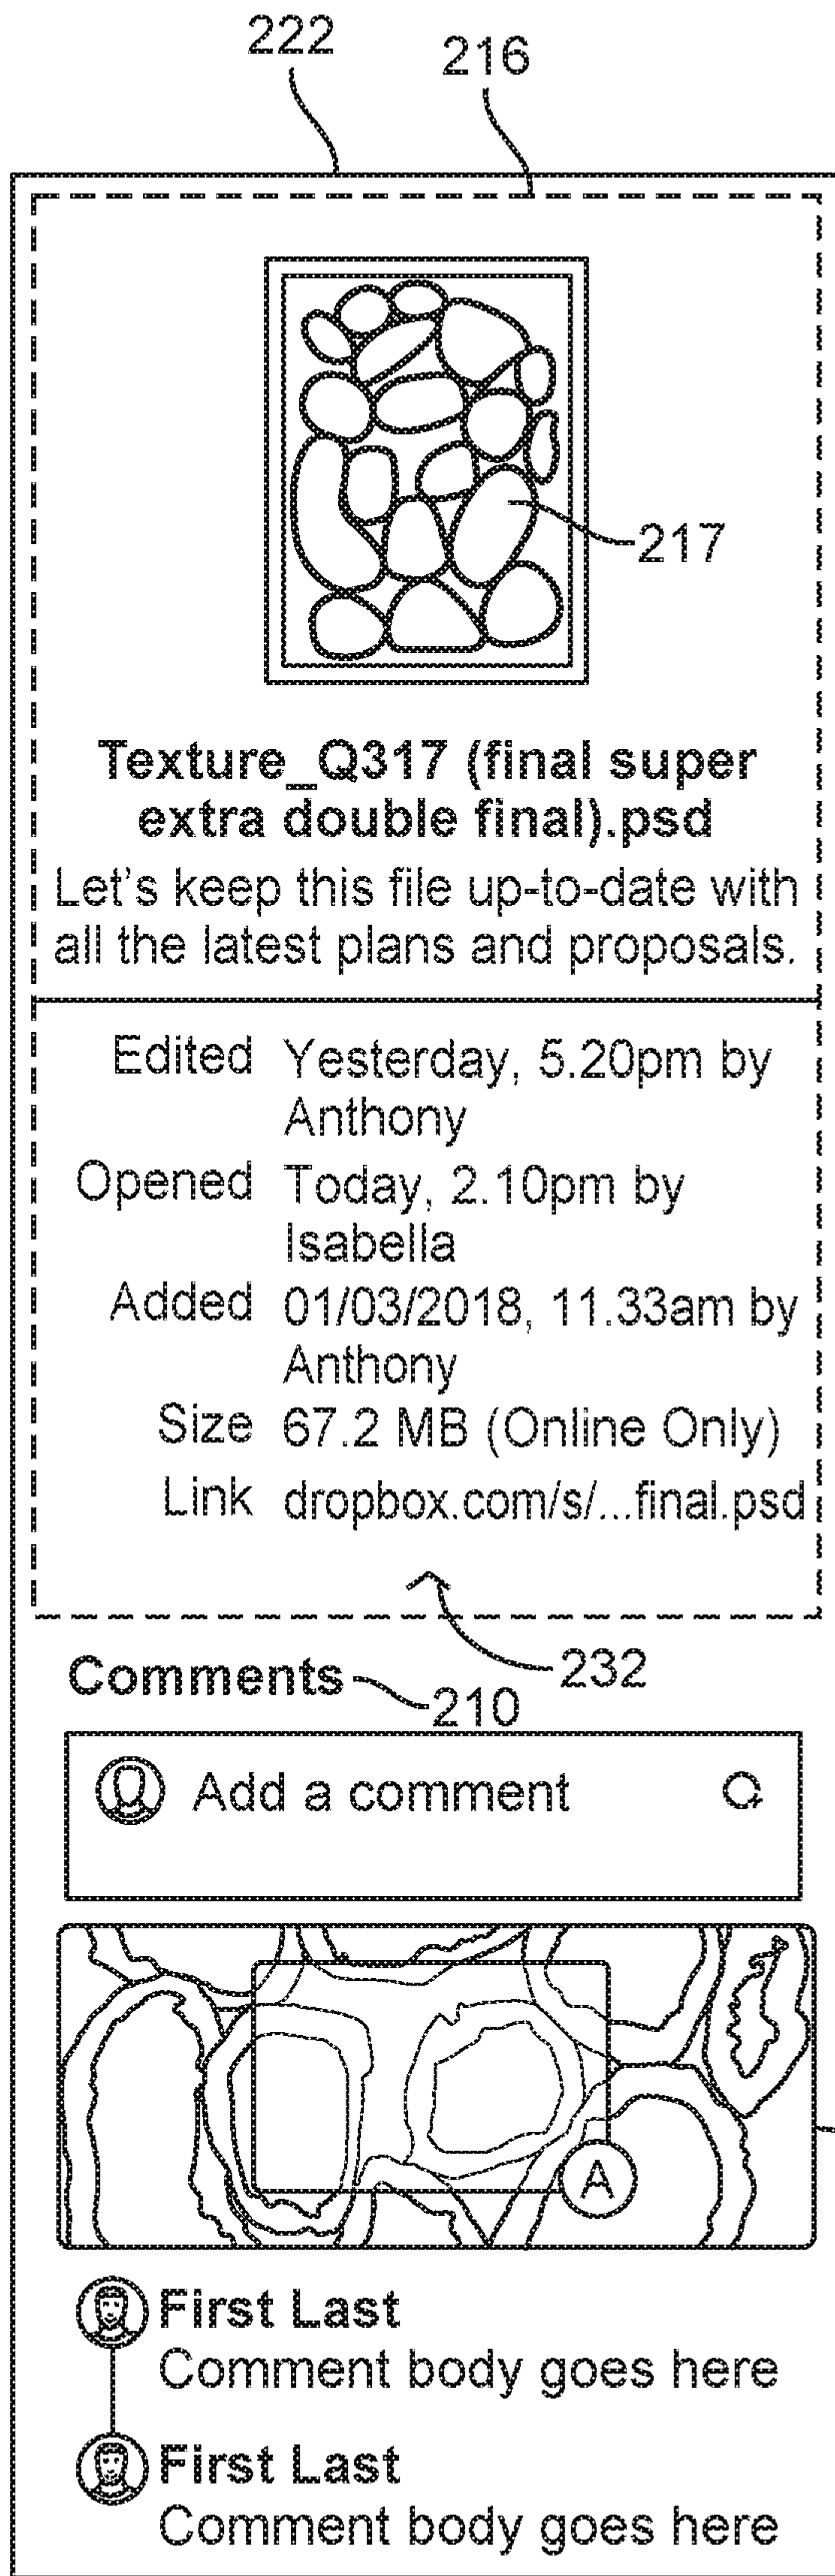 222
216
217
Texture_Q317 (final super
extra double final).psd
Let's keep this file up-to-date with
all the latest plans and proposals.
Edited Yesterday, 5.20pm by
Anthony
Opened Today, 2.10pm by
Isabella
Added 01/03/2018, 11.33am by
Anthony
Size 67.2 MB (Online Only)
Link dropbox.com/s/...final.psd
232
Comments
210
Add a comment
A
First Last
Comment body goes here
First Last
Comment body goes here